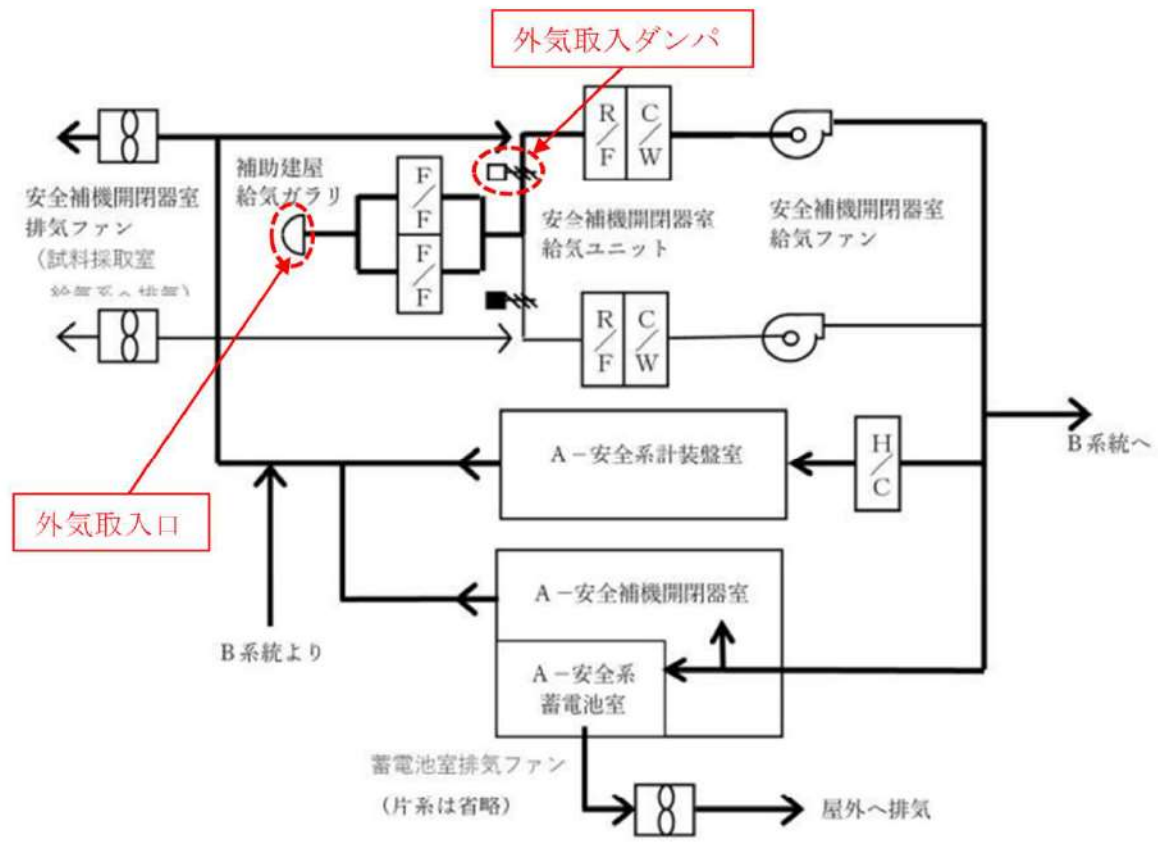 外気取入ダンパ
R/F
C/W
補助建屋
給気ガラリ
F/F
F/F
安全補機開閉器室
排気ファン
（試料採取室
給気系へ排気）
安全補機開閉器室
給気ユニット
安全補機開閉器室
給気ファン
R/F
C/W
A－安全系計装盤室
H/C
B系統へ
外気取入口
A－安全補機開閉器室
B系統より
A－安全系
蓄電池室
蓄電池室排気ファン
（片系は省略）
屋外へ排気